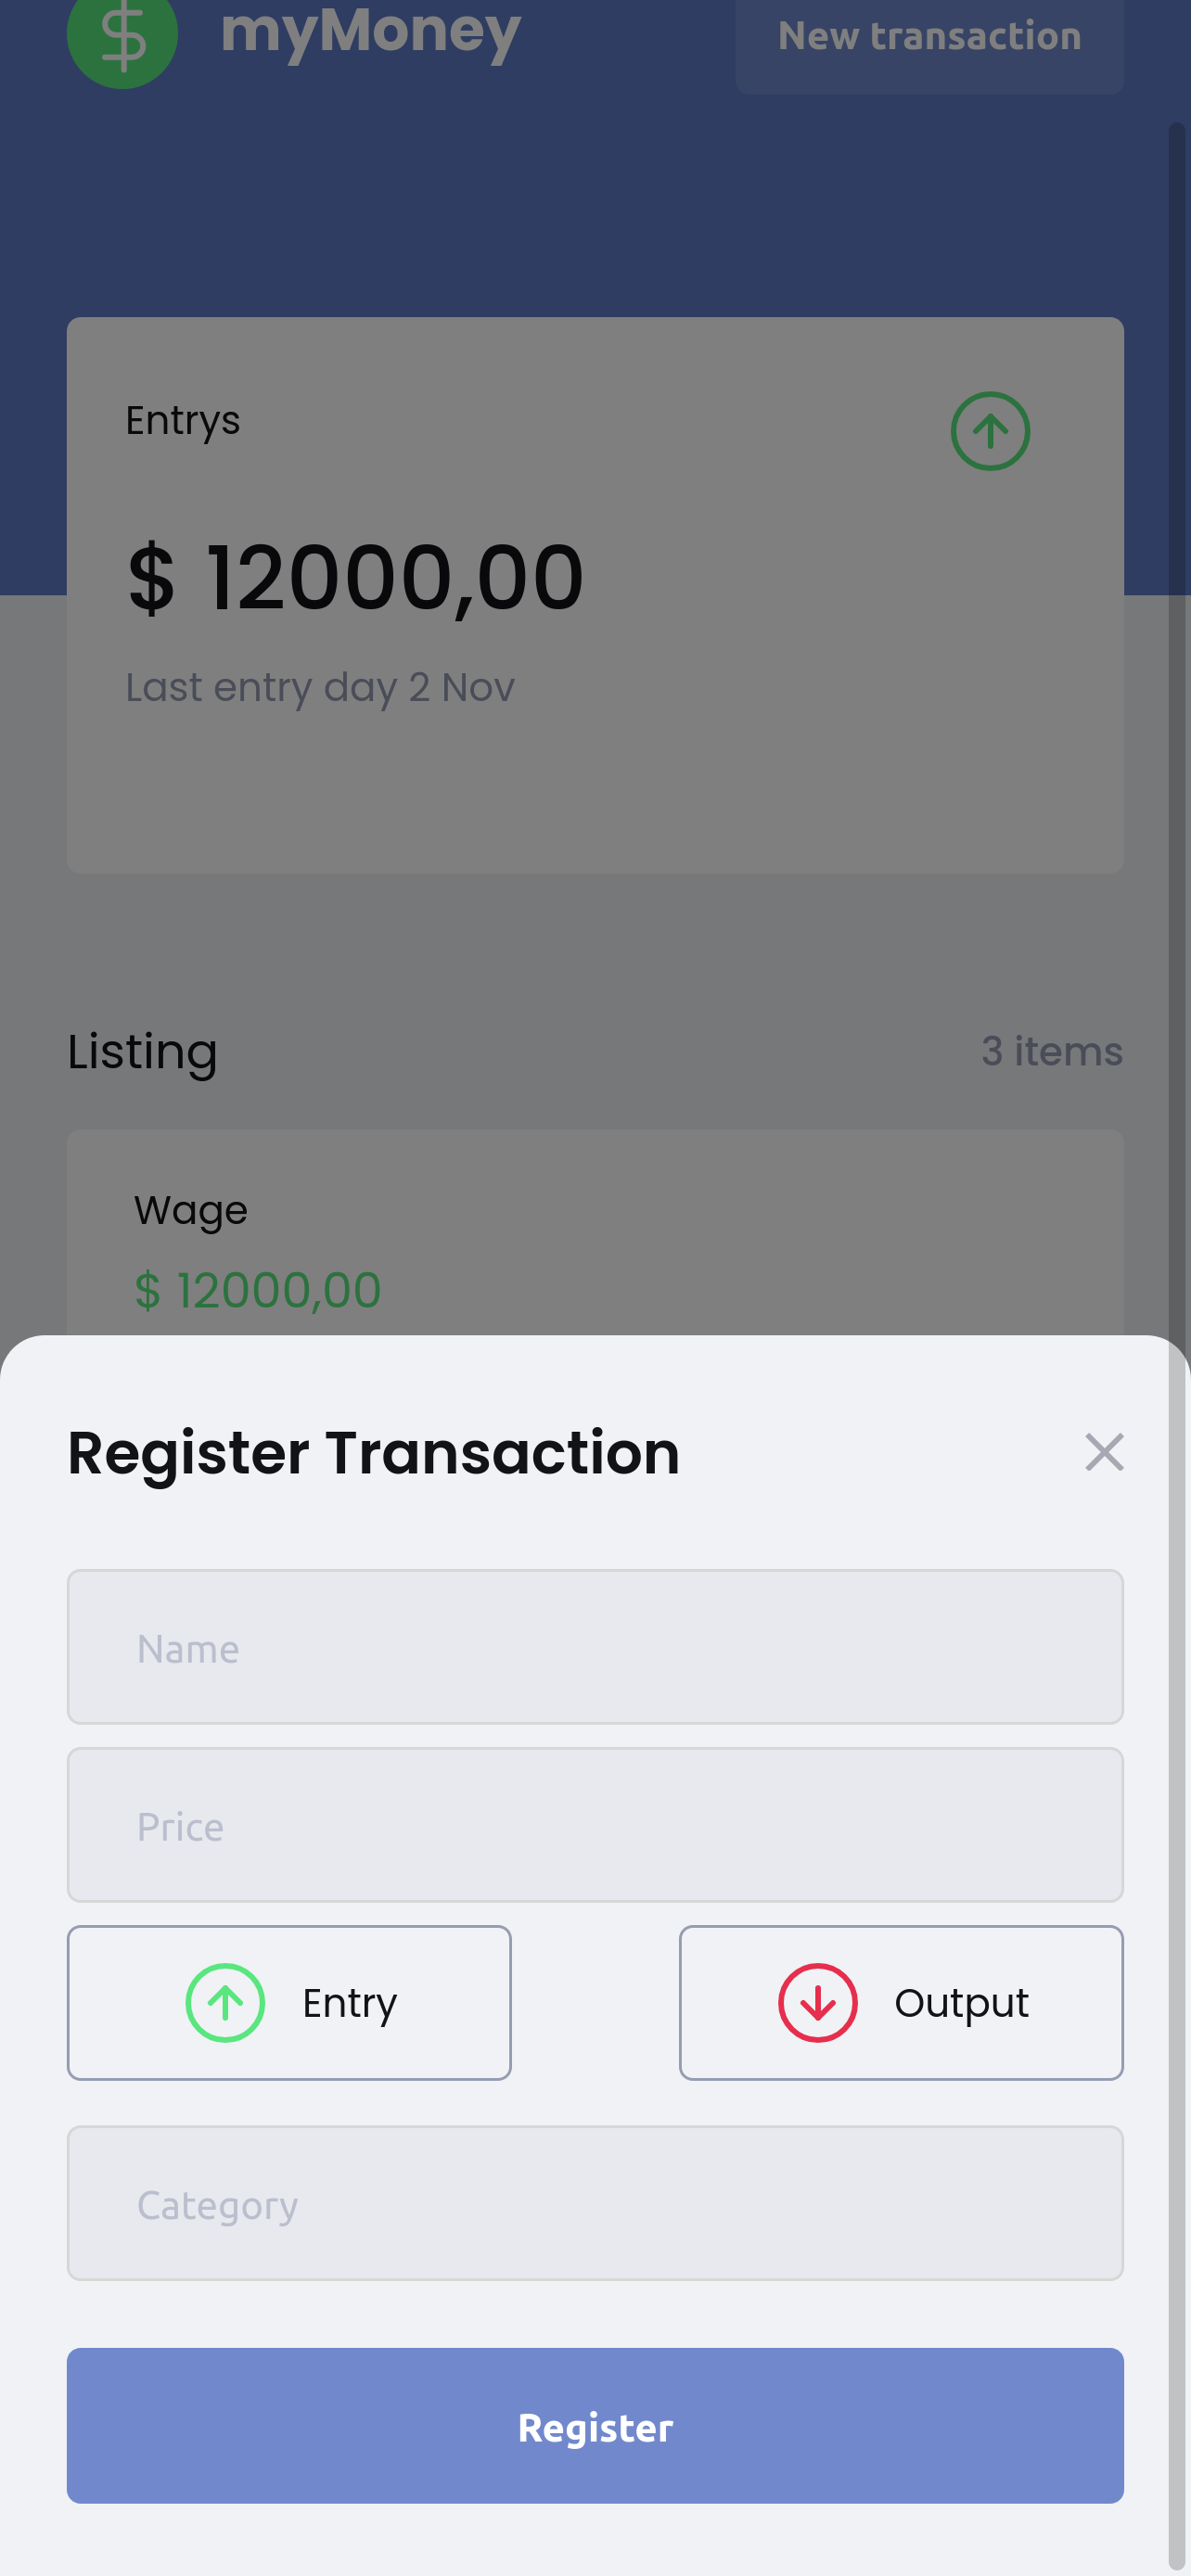 myMoney
New transaction
Entrys
$ 12000,00
Last entry day 2 Nov
Listing
3 items
Wage
$ 12000,00
Register Transaction
Name
Price
Entry
Output
Category
Register